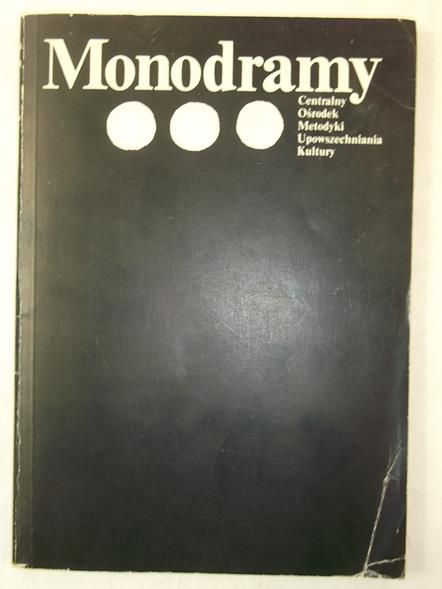 Monodramy
Centralny
Ośrodek
Metodyki
Upowszechniania
Kultury